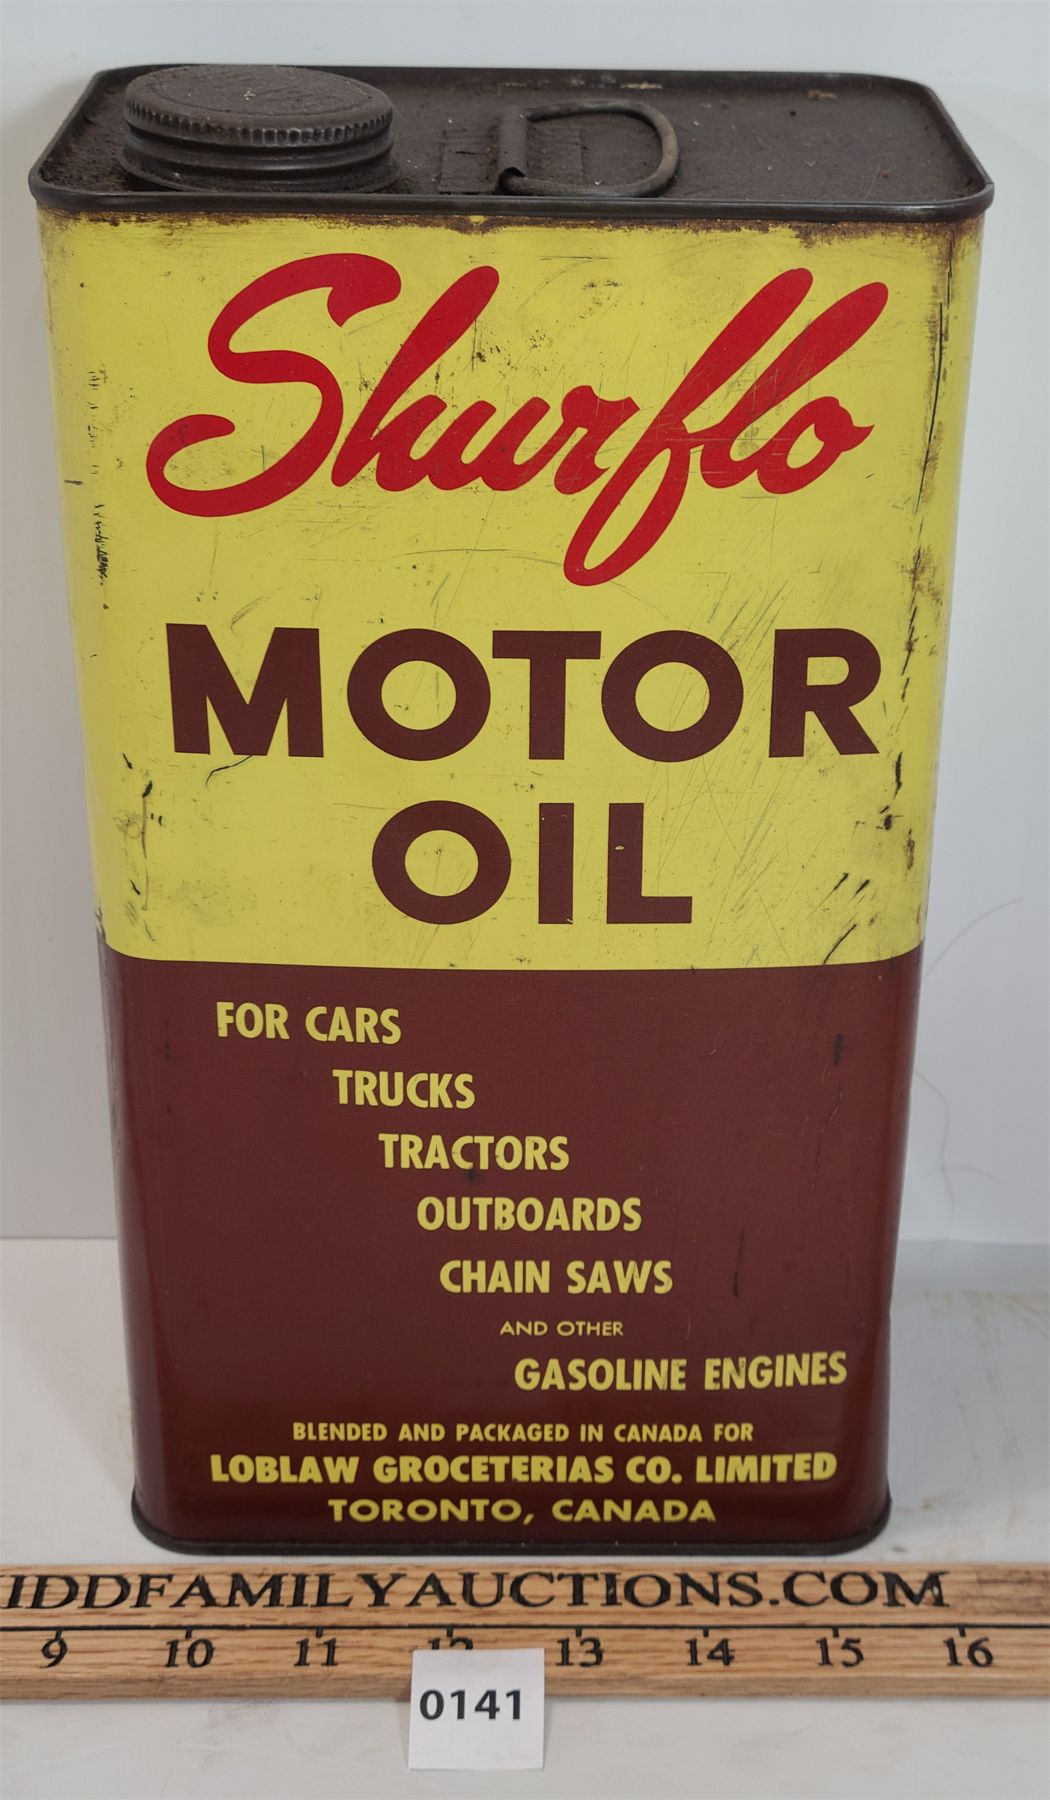 Shurflo
MOTOR
OIL
FOR CARS
TRUCKS
TRACTORS
OUTBOARDS
CHAIN SAWS
AND OTHER
GASOLINE ENGINES
BLENDED AND PACKAGED IN CANADA FOR
LOBLAW GROCETERIAS CO. LIMITED
TORONTO, CANADA
IDDFAMILYAUCTIONS.COM
9 10 11 12 13 14 15 16
0141